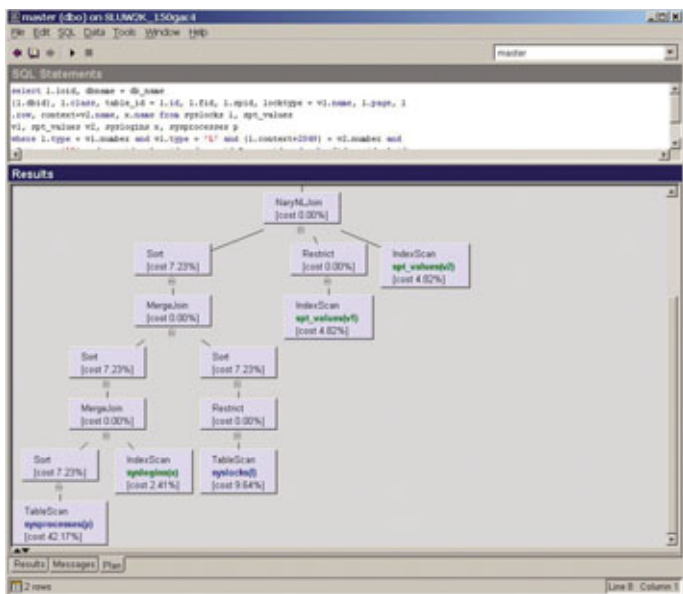 master (dbo) on SLUW2K_150gac4
File Edit SQL Data Tools Window Help
master
SQL Statements
select l.loid, dbname = db_name
(l.dbid), l.class, table_id = l.id, l.fid, l.spid, locktype = v1.name, l.page, l
.row, context=v2.name, x.name from syslocks l, spt_values
v1, spt_values v2, syslogins x, sysprocesses p
where l.type = v1.number and v1.type = 'L' and (l.context+2049) = v2.number and
Results
NaryNLJoin
[cost 0.00%]
Sort
[cost 7.23%]
Restrict
[cost 0.00%]
IndexScan
spt_values(v2)
[cost 4.82%]
MergeJoin
[cost 0.00%]
IndexScan
spt_values(v1)
[cost 4.82%]
Sort
[cost 7.23%]
Sort
[cost 7.23%]
MergeJoin
[cost 0.00%]
Restrict
[cost 0.00%]
Sort
[cost 7.23%]
IndexScan
syslogins(x)
[cost 2.41%]
TableScan
syslocks(l)
[cost 9.64%]
TableScan
sysprocesses(p)
[cost 42.17%]
Results Messages Plan
2 rows
Line 8 Column 1